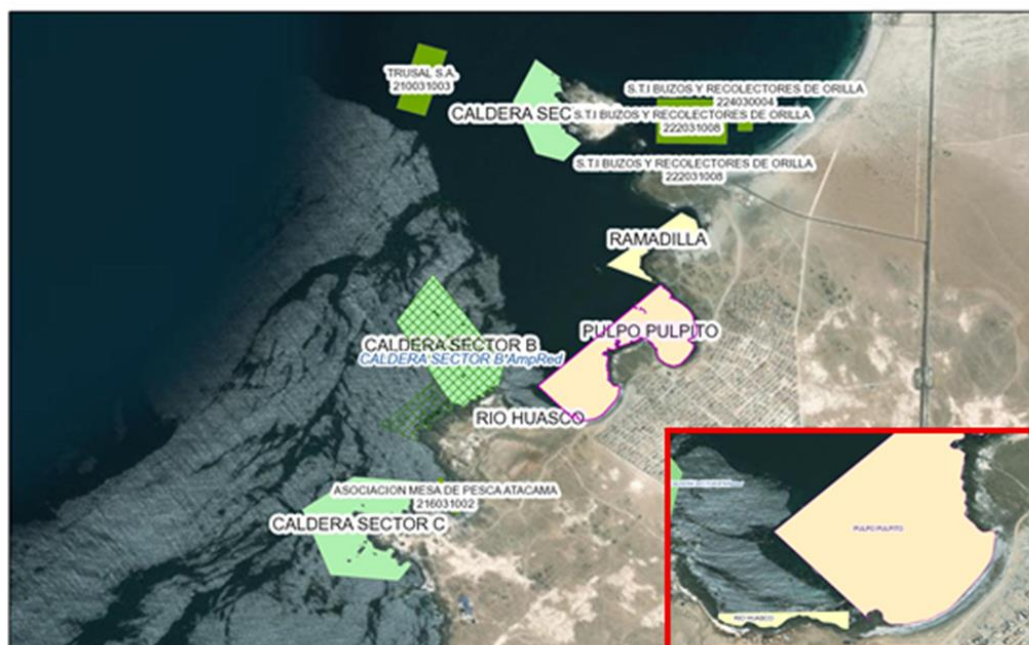 TRUSAL S.A.
210031003
CALDERA SEC
S.T.I BUZOS Y RECOLECTORES DE ORILLA
224030004
S.T.I BUZOS Y RECOLECTORES DE ORILLA
222031008
S.T.I BUZOS Y RECOLECTORES DE ORILLA
222031008
RAMADILLA
PULPO PULPITO
CALDERA SECTOR B
CALDERA SECTOR B*AmpRed
RIO HUASCO
ASOCIACION MESA DE PESCA ATACAMA
216031002
CALDERA SECTOR C
PULPO PULPITO
RIO HUASCO